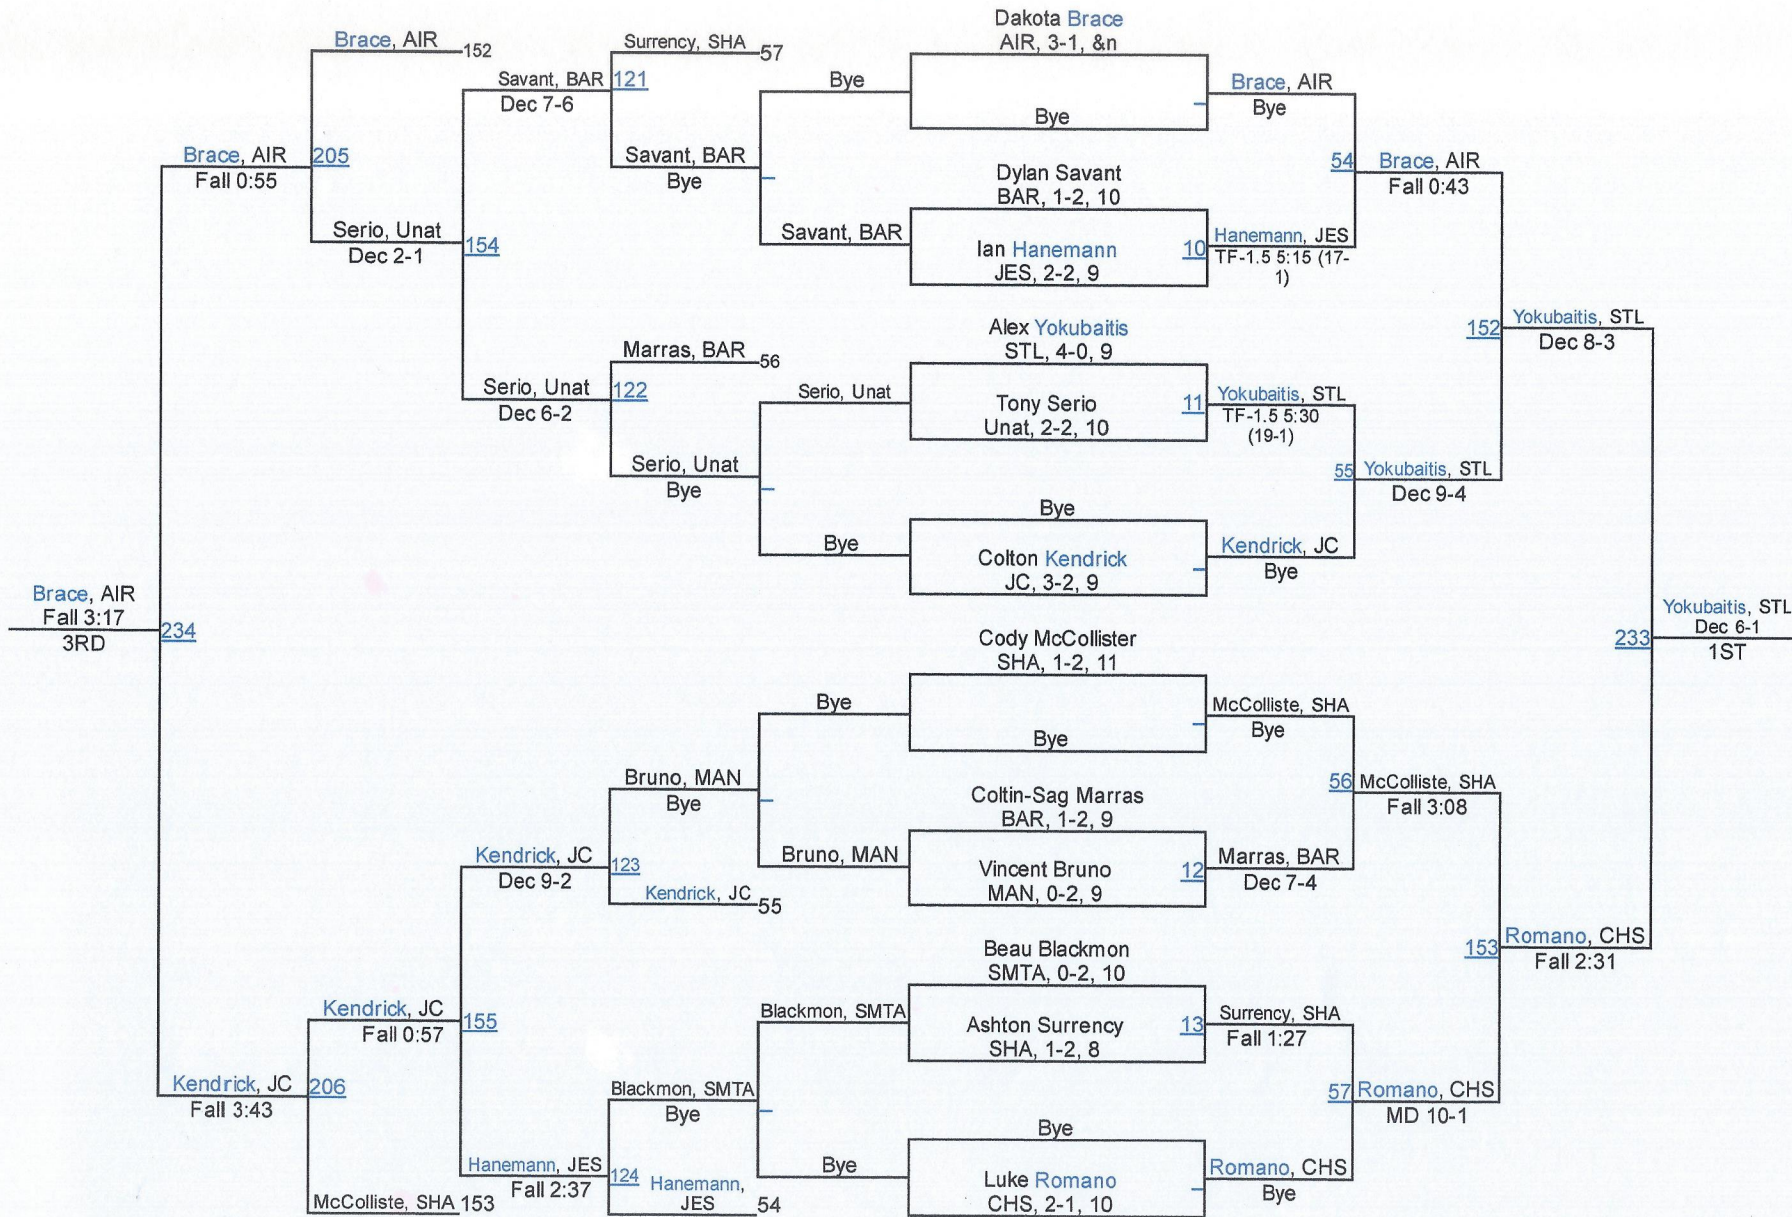 Dakota Brace
AIR, 3-1, &n
Bye
Dylan Savant
BAR, 1-2, 10
Ian Hanemann
JES, 2-2, 9
10
Alex Yokubaitis
STL, 4-0, 9
Tony Serio
Unat, 2-2, 10
11
Bye
Colton Kendrick
JC, 3-2, 9
Cody McCollister
SHA, 1-2, 11
Bye
Coltin-Sag Marras
BAR, 1-2, 9
Vincent Bruno
MAN, 0-2, 9
12
Beau Blackmon
SMTA, 0-2, 10
Ashton Surrency
SHA, 1-2, 8
13
Bye
Luke Romano
CHS, 2-1, 10
Brace, AIR
Bye
Hanemann, JES
TF-1.5 5:15 (17-
1)
Yokubaitis, STL
TF-1.5 5:30
(19-1)
Kendrick, JC
Bye
McColliste, SHA
Bye
Marras, BAR
Dec 7-4
Surrency, SHA
Fall 1:27
Romano, CHS
Bye
54
Brace, AIR
Fall 0:43
55
Yokubaitis, STL
Dec 9-4
56
McColliste, SHA
Fall 3:08
57
Romano, CHS
MD 10-1
152
Yokubaitis, STL
Dec 8-3
153
Romano, CHS
Fall 2:31
233
Yokubaitis, STL
Dec 6-1
1ST
Bye
Savant, BAR
Serio, Unat
Bye
Bye
Bruno, MAN
Blackmon, SMTA
Bye
Surrency, SHA
57
Savant, BAR
Bye
Marras, BAR
56
Serio, Unat
Bye
Bruno, MAN
Bye
Kendrick, JC
55
Blackmon, SMTA
Bye
Hanemann,
JES
54
Savant, BAR
121
Dec 7-6
Serio, Unat
122
Dec 6-2
Kendrick, JC
123
Dec 9-2
Hanemann, JES
124
Fall 2:37
Brace, AIR
152
Serio, Unat
154
Dec 2-1
Kendrick, JC
155
Fall 0:57
McColliste, SHA
153
Brace, AIR
205
Fall 0:55
Kendrick, JC
206
Fall 3:43
Brace, AIR
Fall 3:17
234
3RD